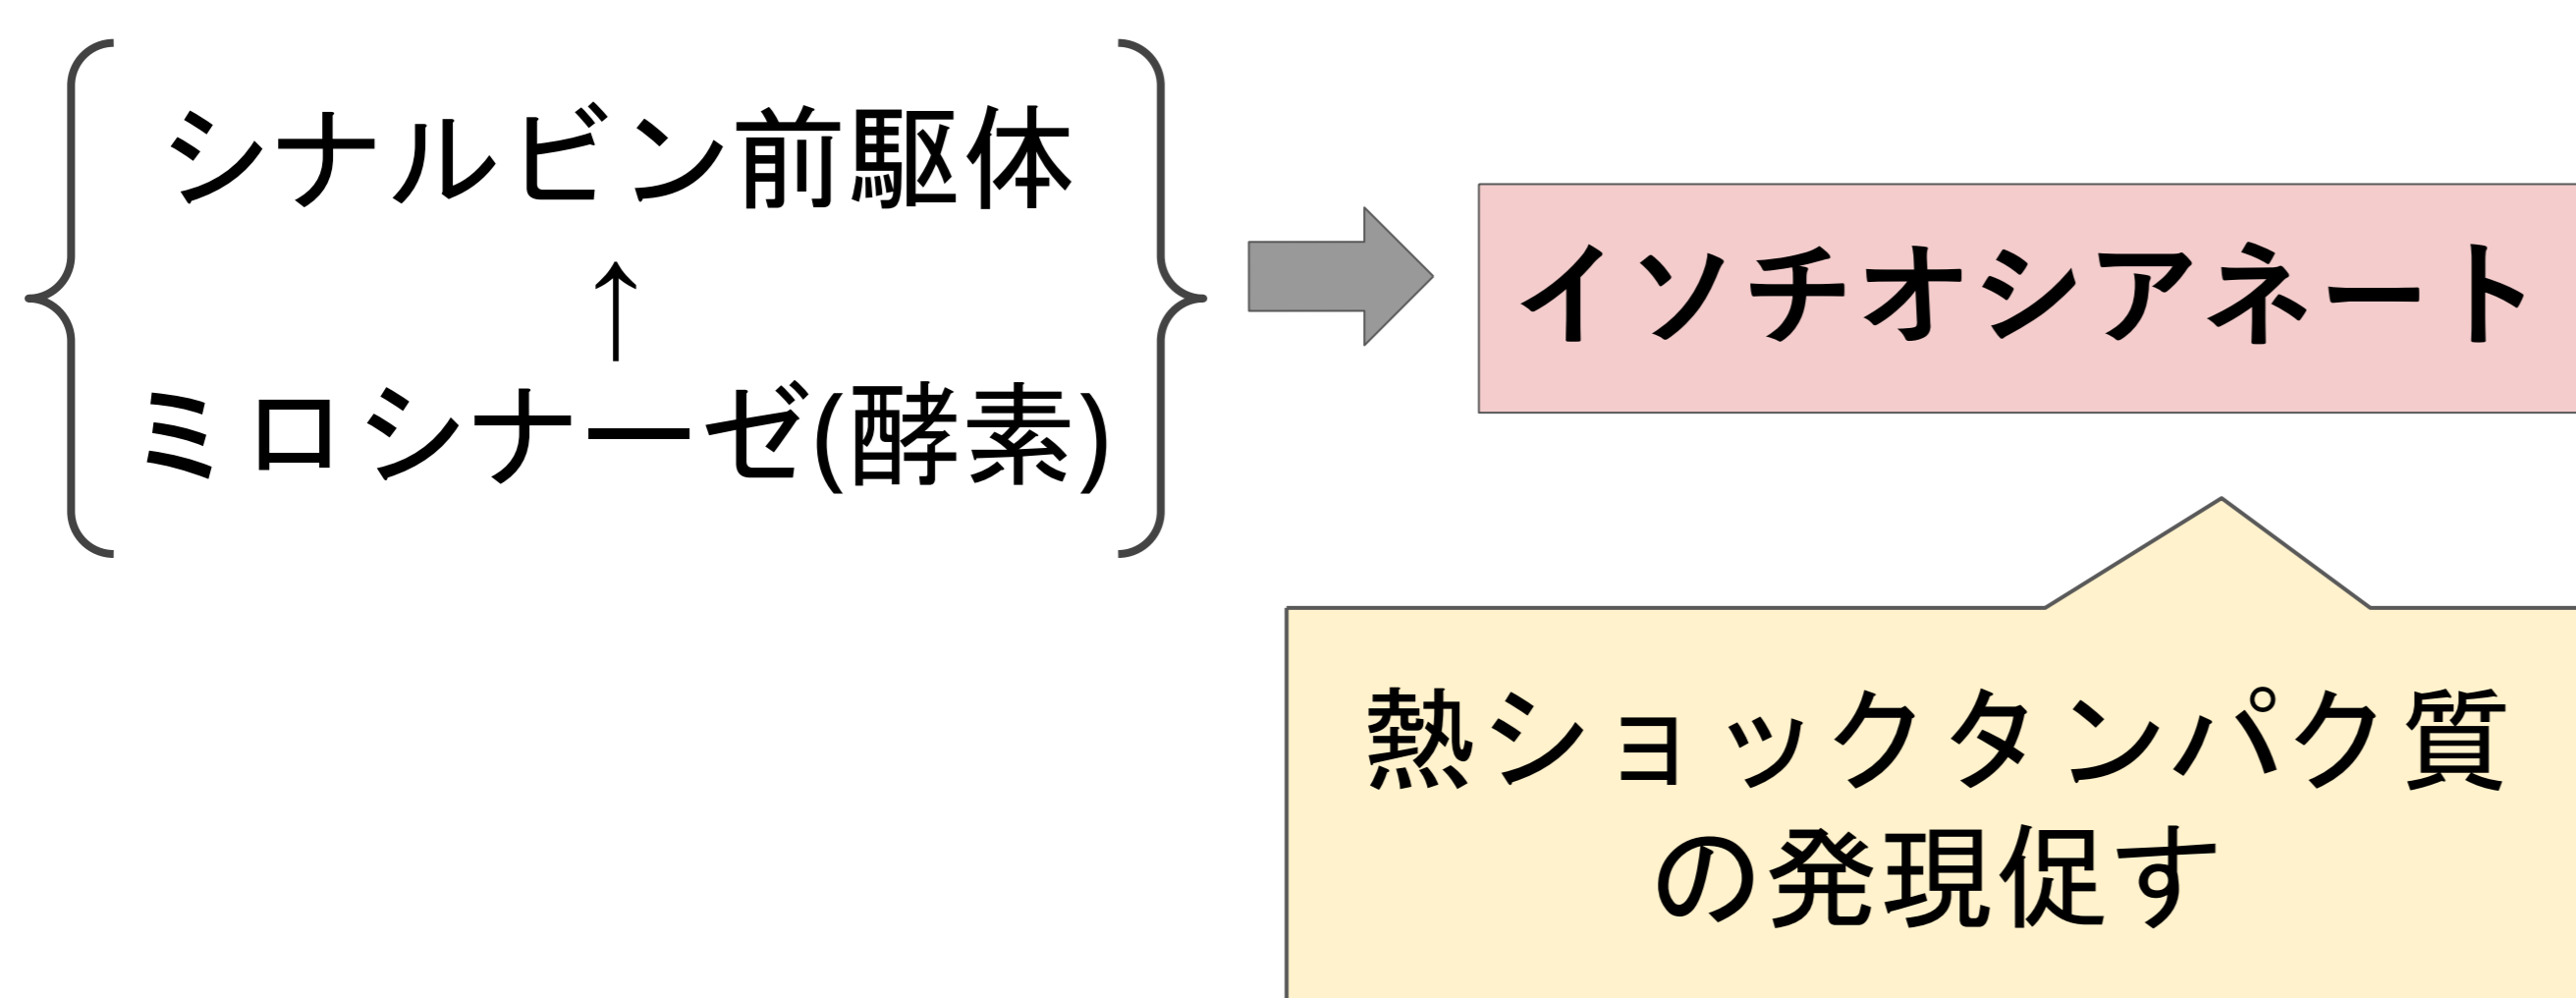 シナルビン前駆体
↑
ミロシナーゼ(酵素)
イソチオシアネート
熱ショックタンパク質
の発現促す